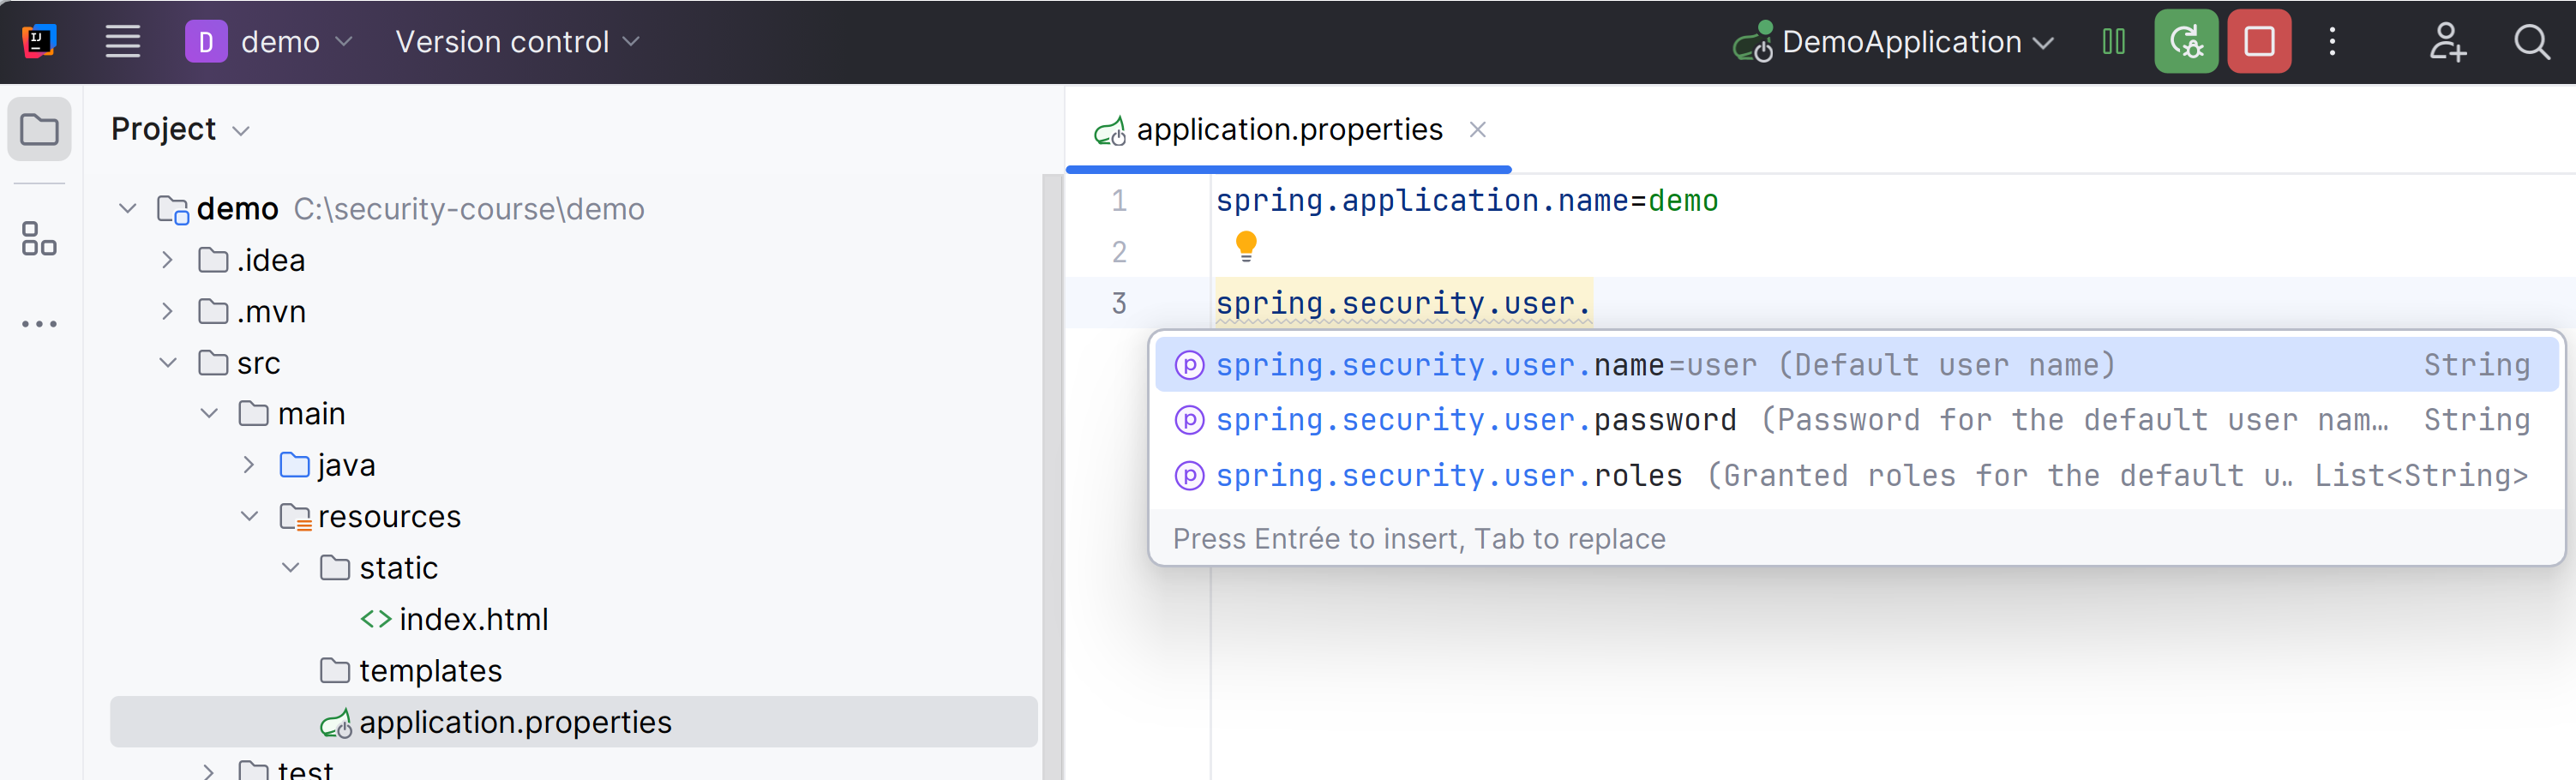 IJ D demo Version control DemoApplication
Project
application.properties
demo C:\security-course\demo
.idea
.mvn
src
main
java
resources
static
index.html
templates
application.properties
test
1 spring.application.name=demo
2
3 spring.security.user.
p spring.security.user.name=user (Default user name) String
p spring.security.user.password (Password for the default user nam… String
p spring.security.user.roles (Granted roles for the default u… List<String>
Press Entrée to insert, Tab to replace